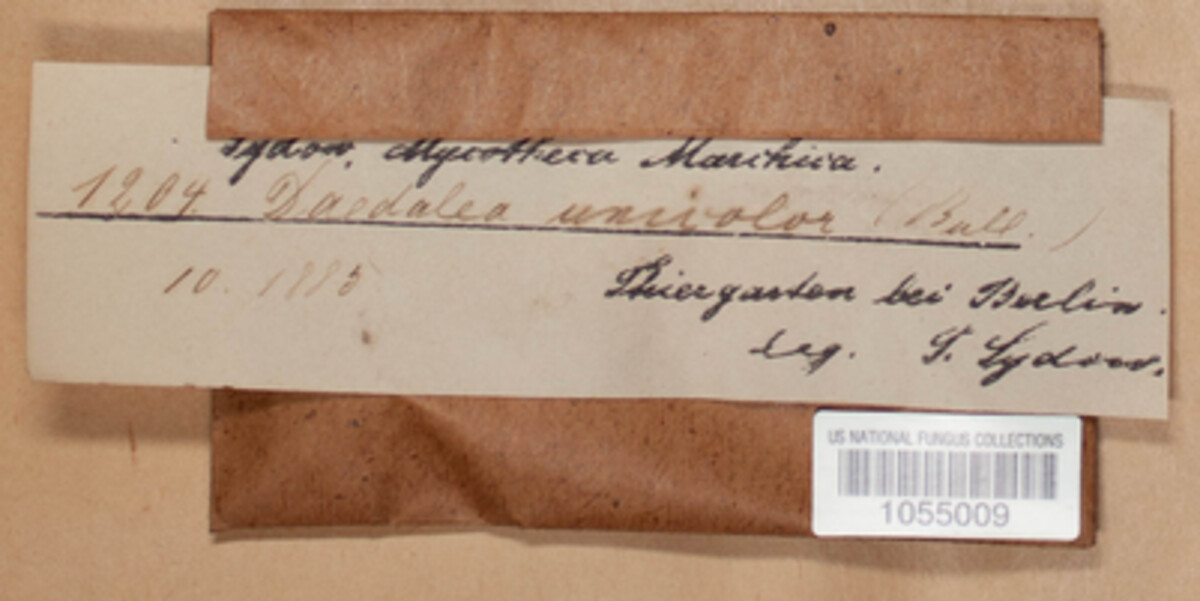 Sydow, Mycotheca Marchica.
1204. Daedalea unicolor (Bull.)
10. 1885
Thiergarten bei Berlin.
leg. P. Sydow.
US NATIONAL FUNGUS COLLECTIONS
1055009